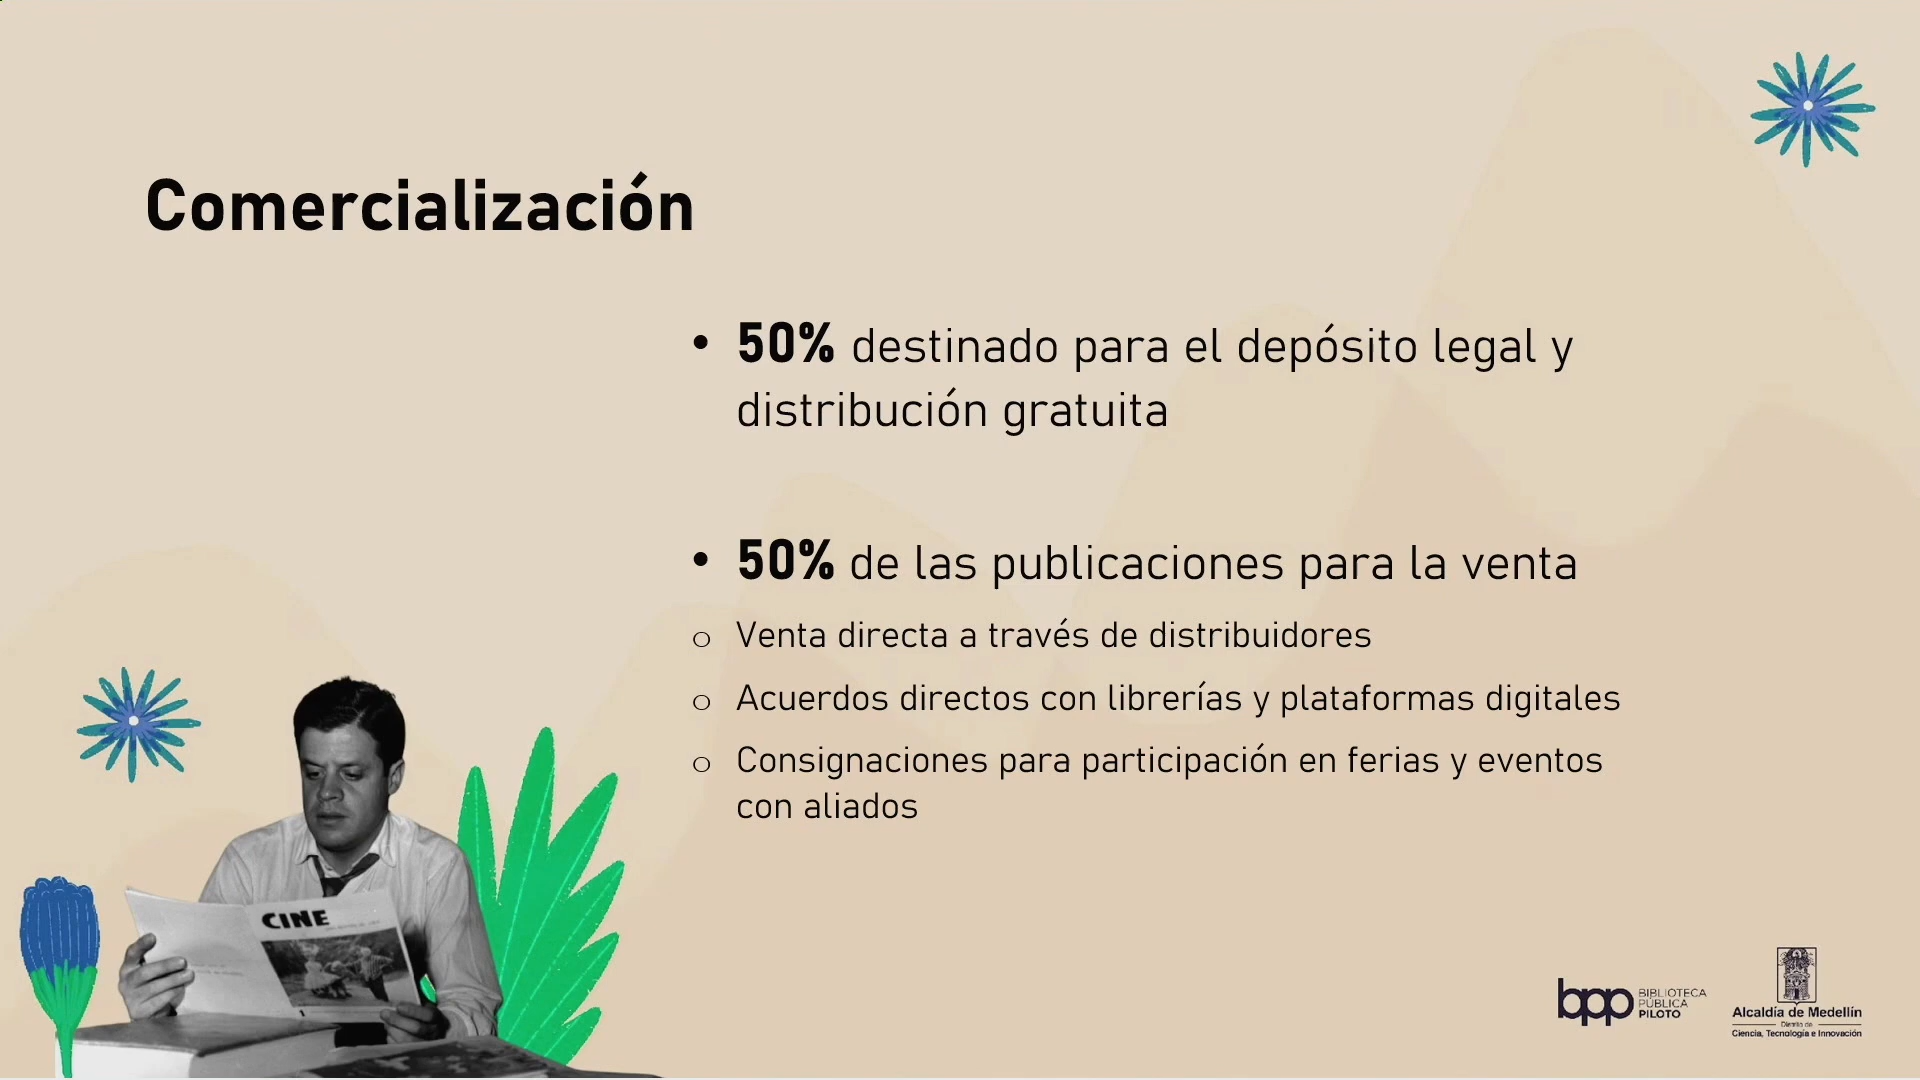 Comercialización
• 50% destinado para el depósito legal y
distribución gratuita
• 50% de las publicaciones para la venta
o Venta directa a través de distribuidores
o Acuerdos directos con librerías y plataformas digitales
o Consignaciones para participación en ferias y eventos
con aliados
CINE
bpp BIBLIOTECA
PÚBLICA
PILOTO
Alcaldía de Medellín
Distrito de
Ciencia, Tecnología e Innovación